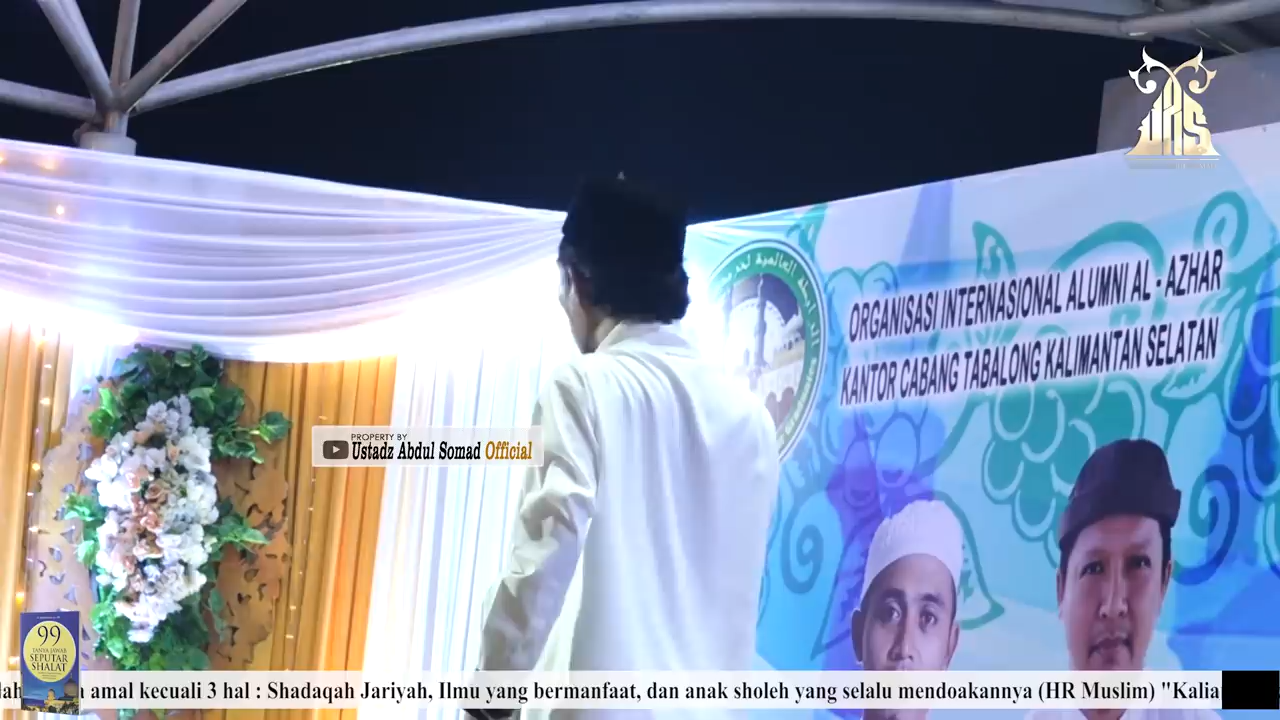 UAS
ORGANISASI INTERNASIONAL ALUMNI AL - AZHAR
KANTOR CABANG TABALONG KALIMANTAN SELATAN
PROPERTY BY
Ustadz Abdul Somad Official
99
TANYA JAWAB
SEPUTAR
SHALAT
amal kecuali 3 hal : Shadaqah Jariyah, Ilmu yang bermanfaat, dan anak sholeh yang selalu mendoakannya (HR Muslim)